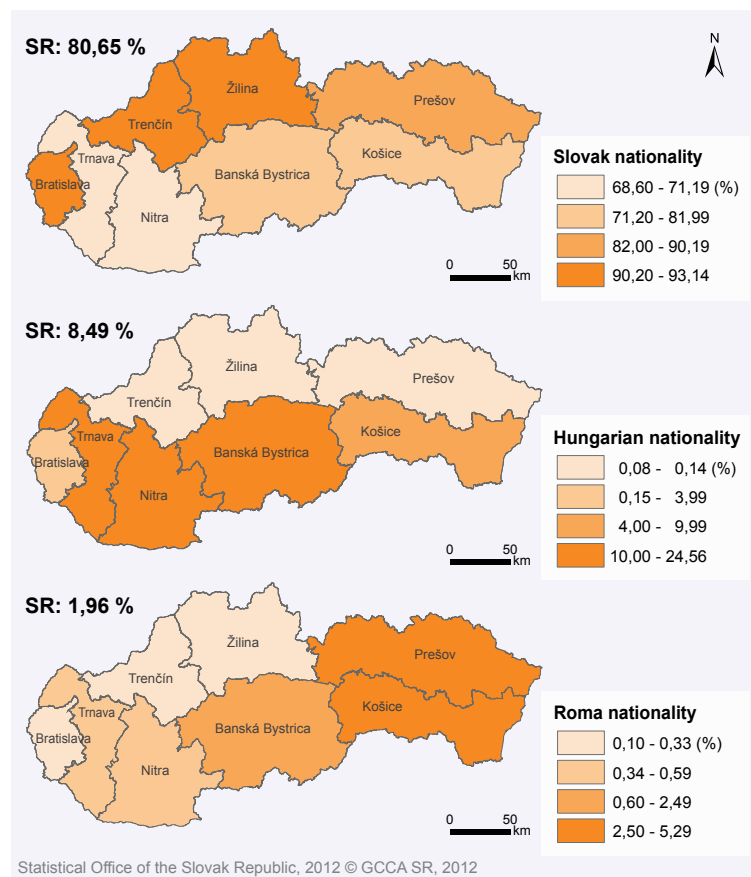 SR: 80,65 %
N
Žilina
Prešov
Trenčín
Košice
Trnava
Banská Bystrica
Bratislava
Nitra
Slovak nationality
68,60 - 71,19 (%)
71,20 - 81,99
82,00 - 90,19
90,20 - 93,14
0 50
km
SR: 8,49 %
Žilina
Prešov
Trenčín
Košice
Trnava
Banská Bystrica
Bratislava
Nitra
Hungarian nationality
0,08 - 0,14 (%)
0,15 - 3,99
4,00 - 9,99
10,00 - 24,56
0 50
km
SR: 1,96 %
Žilina
Prešov
Trenčín
Košice
Trnava
Banská Bystrica
Bratislava
Nitra
Roma nationality
0,10 - 0,33 (%)
0,34 - 0,59
0,60 - 2,49
2,50 - 5,29
0 50
km
Statistical Office of the Slovak Republic, 2012 © GCCA SR, 2012